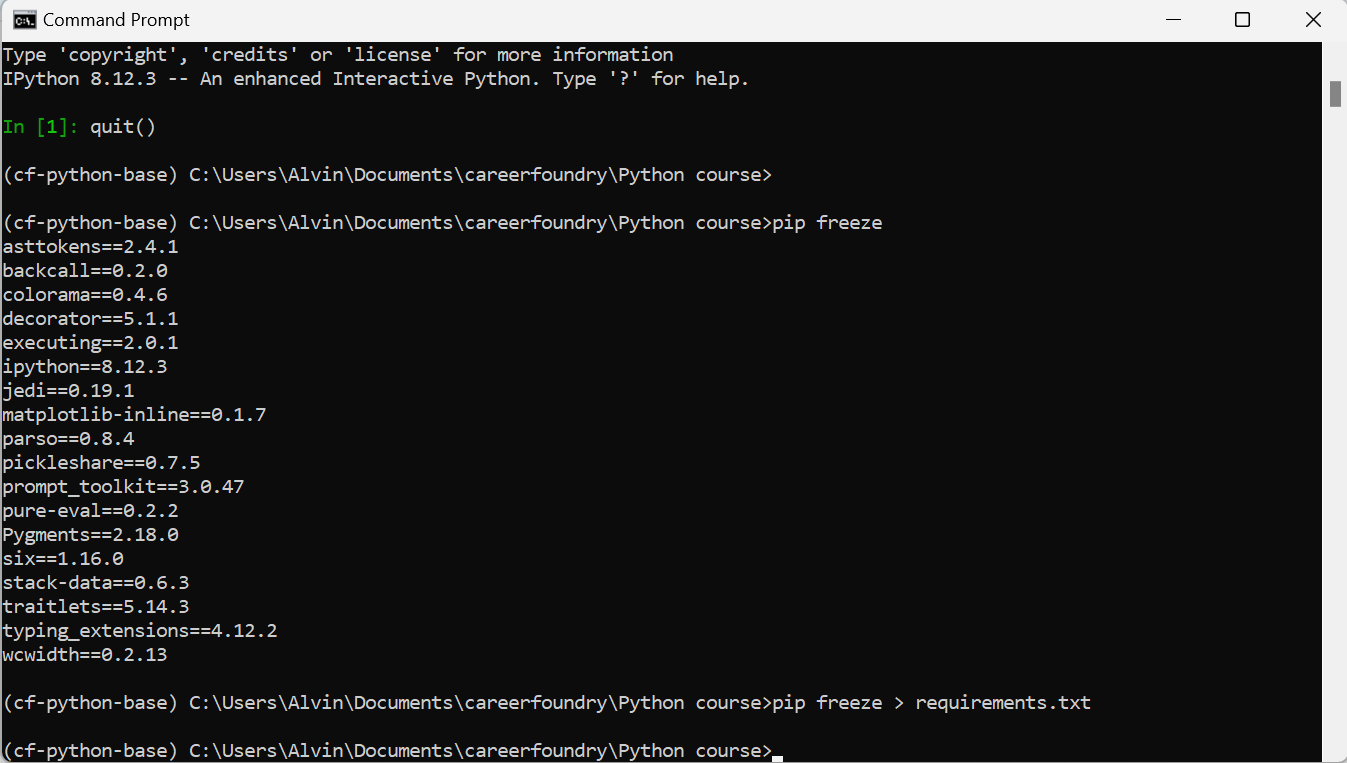 Command Prompt
Type 'copyright', 'credits' or 'license' for more information
IPython 8.12.3 -- An enhanced Interactive Python. Type '?' for help.
In [1]: quit()
(cf-python-base) C:\Users\Alvin\Documents\careerfoundry\Python course>
(cf-python-base) C:\Users\Alvin\Documents\careerfoundry\Python course>pip freeze
asttokens==2.4.1
backcall==0.2.0
colorama==0.4.6
decorator==5.1.1
executing==2.0.1
ipython==8.12.3
jedi==0.19.1
matplotlib-inline==0.1.7
parso==0.8.4
pickleshare==0.7.5
prompt_toolkit==3.0.47
pure-eval==0.2.2
Pygments==2.18.0
six==1.16.0
stack-data==0.6.3
traitlets==5.14.3
typing_extensions==4.12.2
wcwidth==0.2.13
(cf-python-base) C:\Users\Alvin\Documents\careerfoundry\Python course>pip freeze > requirements.txt
(cf-python-base) C:\Users\Alvin\Documents\careerfoundry\Python course>